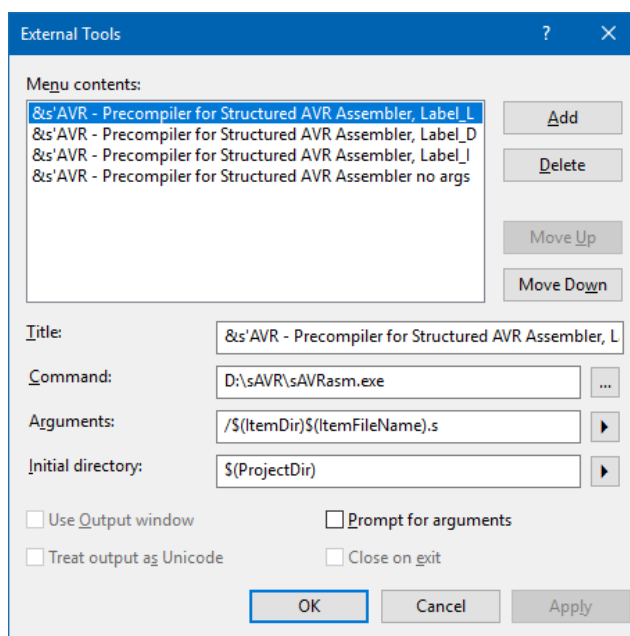 External Tools
?
Menu contents:
&s'AVR - Precompiler for Structured AVR Assembler, Label_L
&s'AVR - Precompiler for Structured AVR Assembler, Label_D
&s'AVR - Precompiler for Structured AVR Assembler, Label_I
&s'AVR - Precompiler for Structured AVR Assembler no args
Add
Delete
Move Up
Move Down
Title:
&s'AVR - Precompiler for Structured AVR Assembler, L
Command:
D:\sAVR\sAVRasm.exe
...
Arguments:
/$(ItemDir)$(ItemFileName).s
Initial directory:
$(ProjectDir)
Use Output window
Prompt for arguments
Treat output as Unicode
Close on exit
OK
Cancel
Apply